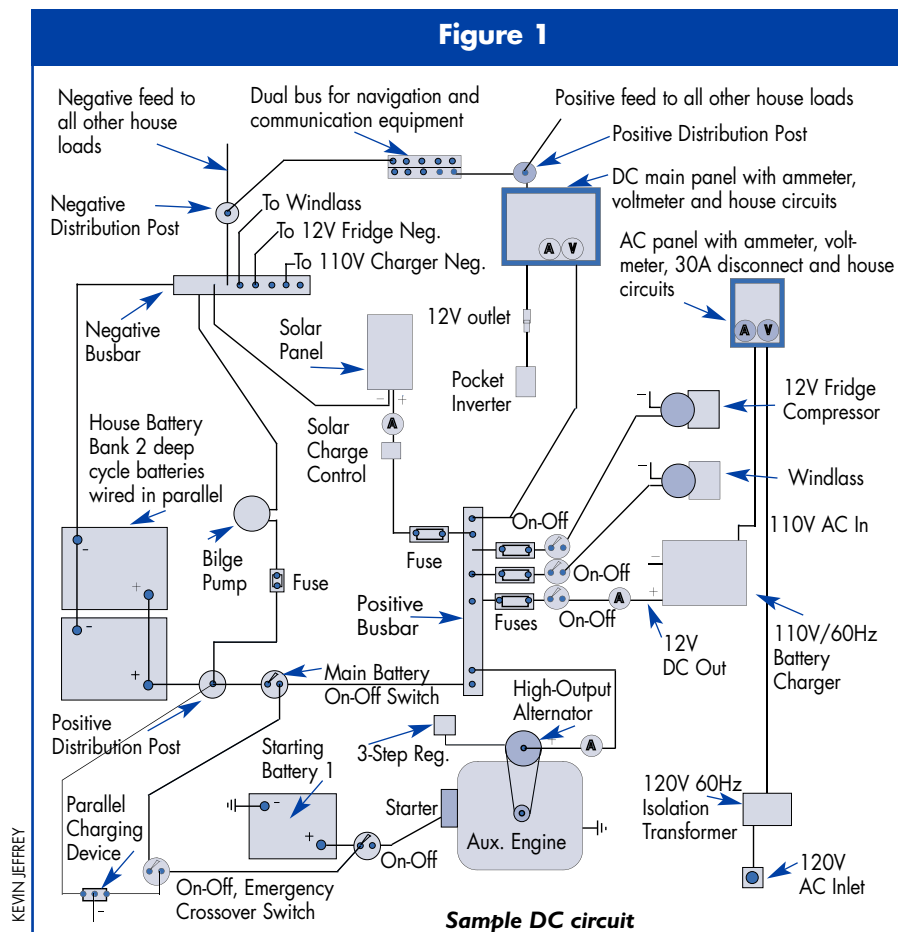 Figure 1
Negative feed to
all other house
loads
Dual bus for navigation and
communication equipment
Positive feed to all other house loads
Positive Distribution Post
DC main panel with ammeter,
voltmeter and house circuits
Negative
Distribution Post
To Windlass
To 12V Fridge Neg.
To 110V Charger Neg.
A V
AC panel with ammeter, volt-
meter, 30A disconnect and house
circuits
A V
Negative
Busbar
Solar
Panel
12V outlet
Pocket
Inverter
- +
A
Solar
Charge
Control
-
12V Fridge
Compressor
House Battery
Bank 2 deep
cycle batteries
wired in parallel
-
Windlass
110V AC In
On-Off
Bilge
Pump
Fuse
Fuse
On-Off
-
+
-
+
Positive
Busbar
Fuses
On-Off
A
-
+
12V
DC Out
110V/60Hz
Battery
Charger
Main Battery
On-Off Switch
High-Output
Alternator
+
A
Positive
Distribution Post
3-Step Reg.
Starting
Battery 1
-
+
Starter
Aux. Engine
120V 60Hz
Isolation
Transformer
Parallel
Charging
Device
-
On-Off
On-Off, Emergency
Crossover Switch
120V
AC Inlet
Sample DC circuit
KEVIN JEFFREY